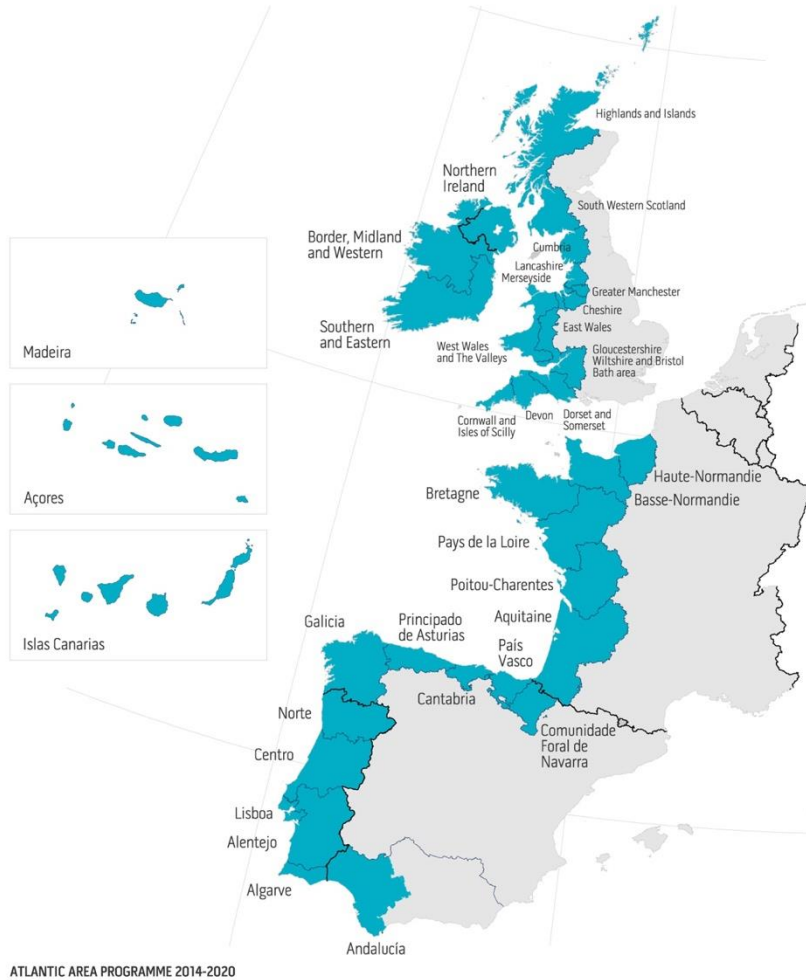 Highlands and Islands
Northern
Ireland
South Western Scotland
Border, Midland
and Western
Cumbria
Lancashire
Merseyside
Greater Manchester
Cheshire
East Wales
Southern
and Eastern
West Wales
and The Valleys
Gloucestershire
Wiltshire and Bristol
Bath area
Madeira
Cornwall and
Isles of Scilly
Devon
Dorset and
Somerset
Haute-Normandie
Basse-Normandie
Bretagne
Açores
Pays de la Loire
Poitou-Charentes
Aquitaine
Galicia
Principado
de Asturias
País
Vasco
Islas Canarias
Cantabria
Norte
Comunidade
Foral de
Navarra
Centro
Lisboa
Alentejo
Algarve
Andalucía
ATLANTIC AREA PROGRAMME 2014-2020